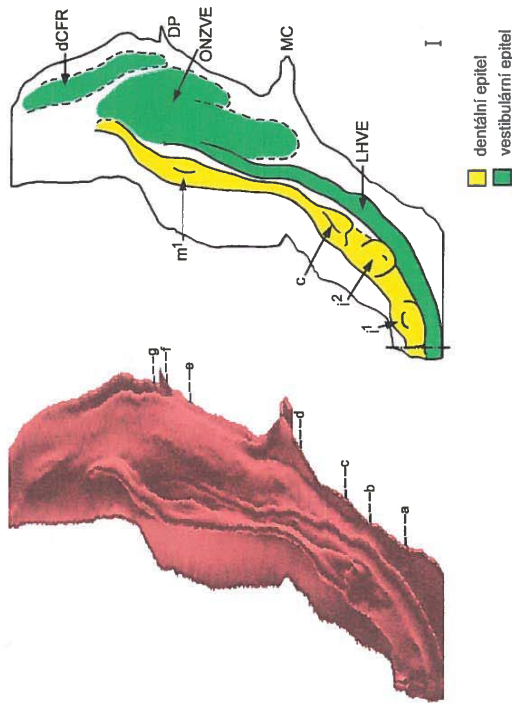 dCFR
DP
ONZVE
MC
LHVE
m¹
c
i²
i¹
dentální epitel
vestibulární epitel
g
f
e
d
c
b
a